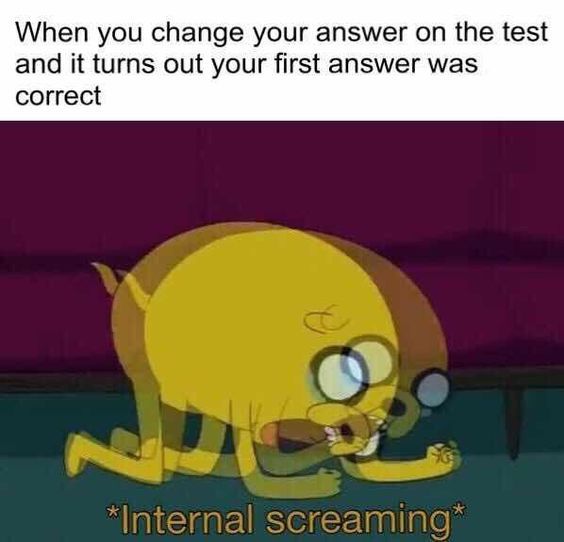 When you change your answer on the test
and it turns out your first answer was
correct
*Internal screaming*